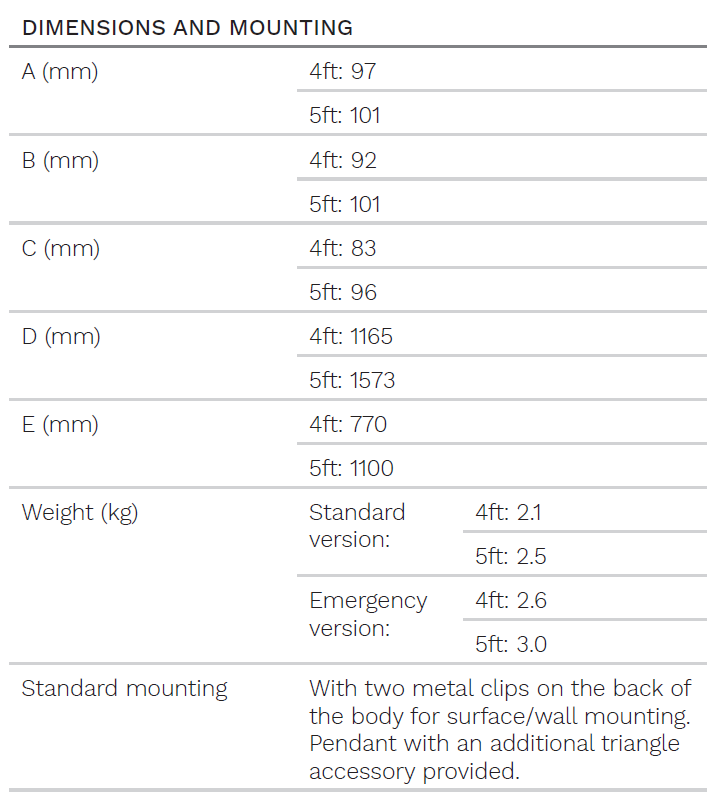 DIMENSIONS AND MOUNTING
A (mm)
4ft: 97
5ft: 101
B (mm)
4ft: 92
5ft: 101
C (mm)
4ft: 83
5ft: 96
D (mm)
4ft: 1165
5ft: 1573
E (mm)
4ft: 770
5ft: 1100
Weight (kg)
Standard
version:
4ft: 2.1
5ft: 2.5
Emergency
version:
4ft: 2.6
5ft: 3.0
Standard mounting
With two metal clips on the back of
the body for surface/wall mounting.
Pendant with an additional triangle
accessory provided.